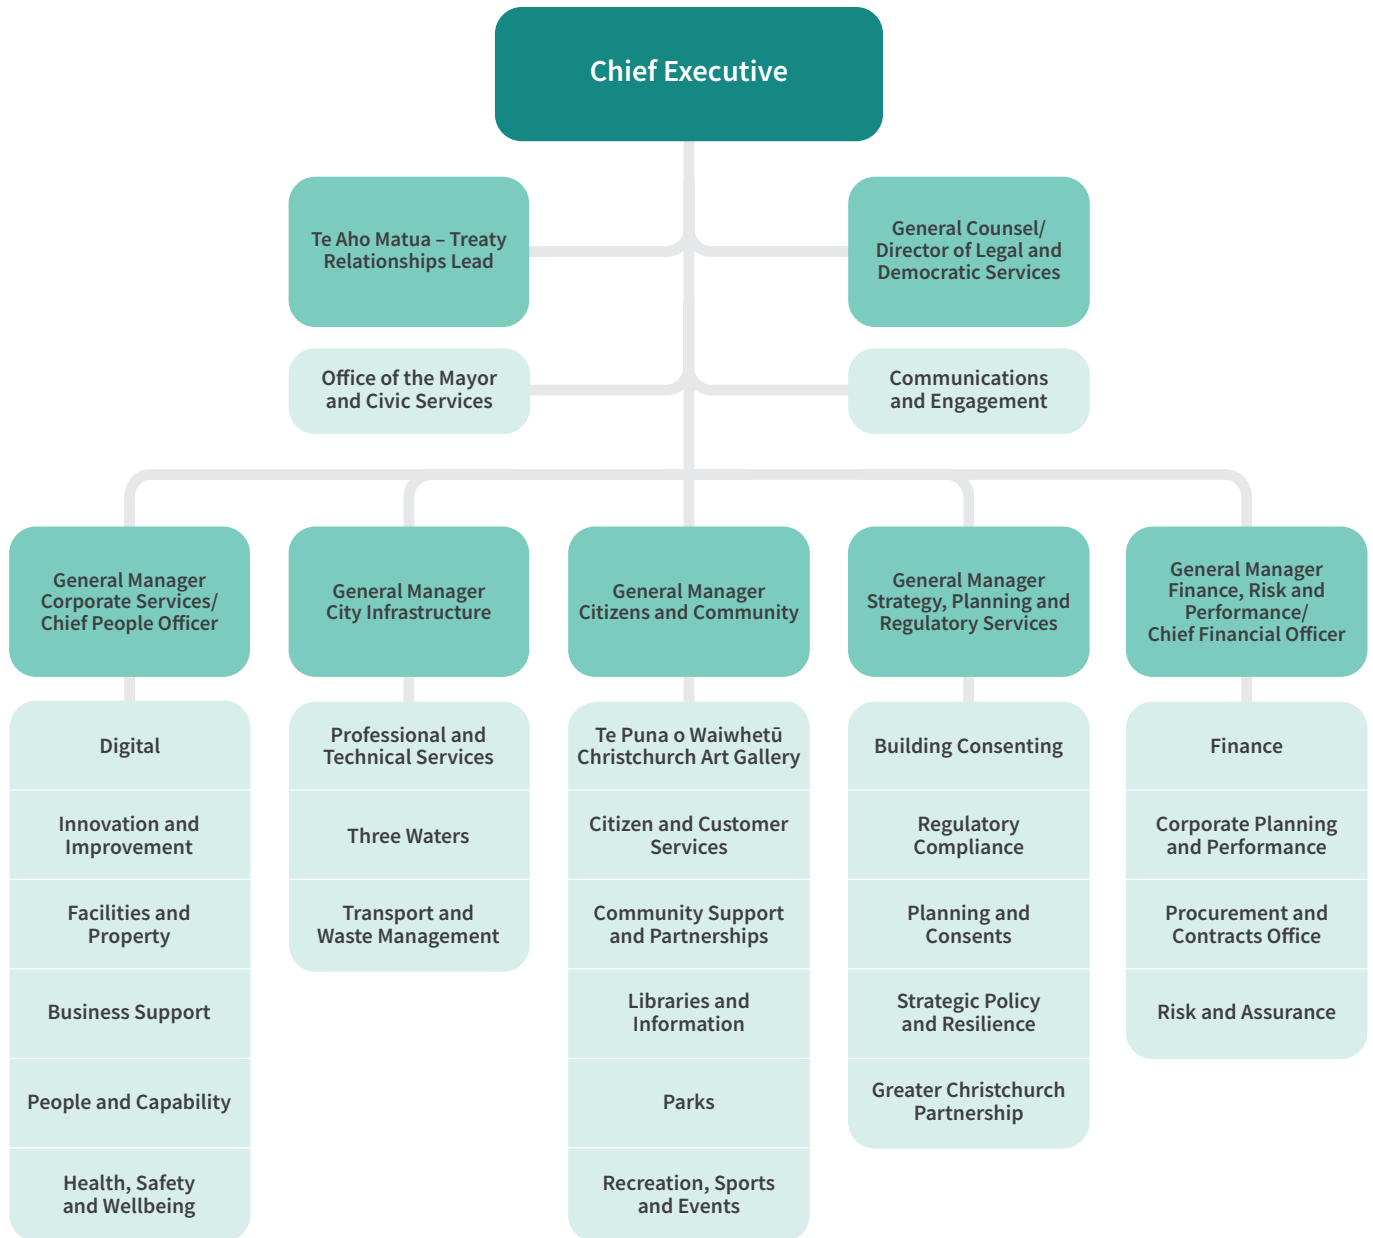 Chief Executive
Te Aho Matua – Treaty
Relationships Lead
General Counsel/
Director of Legal and
Democratic Services
Office of the Mayor
and Civic Services
Communications
and Engagement
General Manager
Corporate Services/
Chief People Officer
General Manager
City Infrastructure
General Manager
Citizens and Community
General Manager
Strategy, Planning and
Regulatory Services
General Manager
Finance, Risk and
Performance/
Chief Financial Officer
Digital
Innovation and
Improvement
Facilities and
Property
Business Support
People and Capability
Health, Safety
and Wellbeing
Professional and
Technical Services
Three Waters
Transport and
Waste Management
Te Puna o Waiwhetū
Christchurch Art Gallery
Citizen and Customer
Services
Community Support
and Partnerships
Libraries and
Information
Parks
Recreation, Sports
and Events
Building Consenting
Regulatory
Compliance
Planning and
Consents
Strategic Policy
and Resilience
Greater Christchurch
Partnership
Finance
Corporate Planning
and Performance
Procurement and
Contracts Office
Risk and Assurance